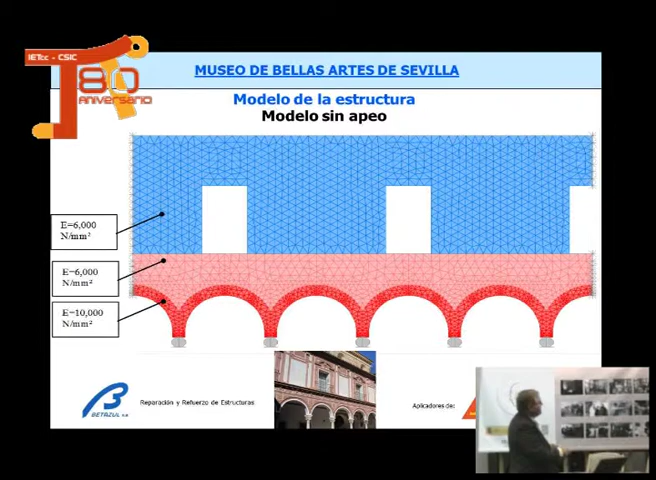 IETcc - CSIC
80
Aniversario
MUSEO DE BELLAS ARTES DE SEVILLA
Modelo de la estructura
Modelo sin apeo
E=6,000
N/mm²
E=6,000
N/mm²
E=10,000
N/mm²
BETAZUL S.A.
Reparación y Refuerzo de Estructuras
Aplicadores de: